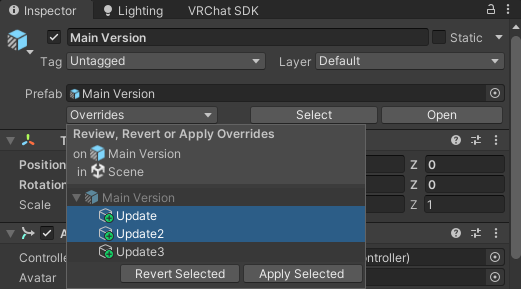 Inspector Lighting VRChat SDK
Main Version Static
Tag Untagged Layer Default
Prefab Main Version
Overrides Select Open
Review, Revert or Apply Overrides
on Main Version
in Scene
Position Z 0
Rotation Z 0
Scale Z 1
Main Version
Update
Update2
Update3
Controller ontroller)
Avatar
Revert Selected Apply Selected